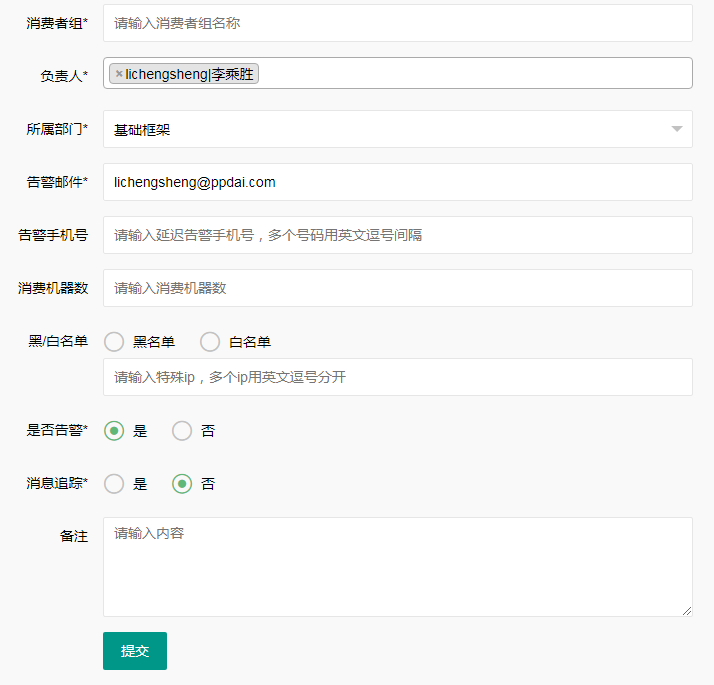 消费者组* 请输入消费者组名称
负责人* ×lichengsheng|李乘胜
所属部门* 基础框架
告警邮件* lichengsheng@ppdai.com
告警手机号 请输入延迟告警手机号，多个号码用英文逗号间隔
消费机器数 请输入消费机器数
黑/白名单 黑名单 白名单
请输入特殊ip，多个ip用英文逗号分开
是否告警* 是 否
消息追踪* 是 否
备注 请输入内容
提交